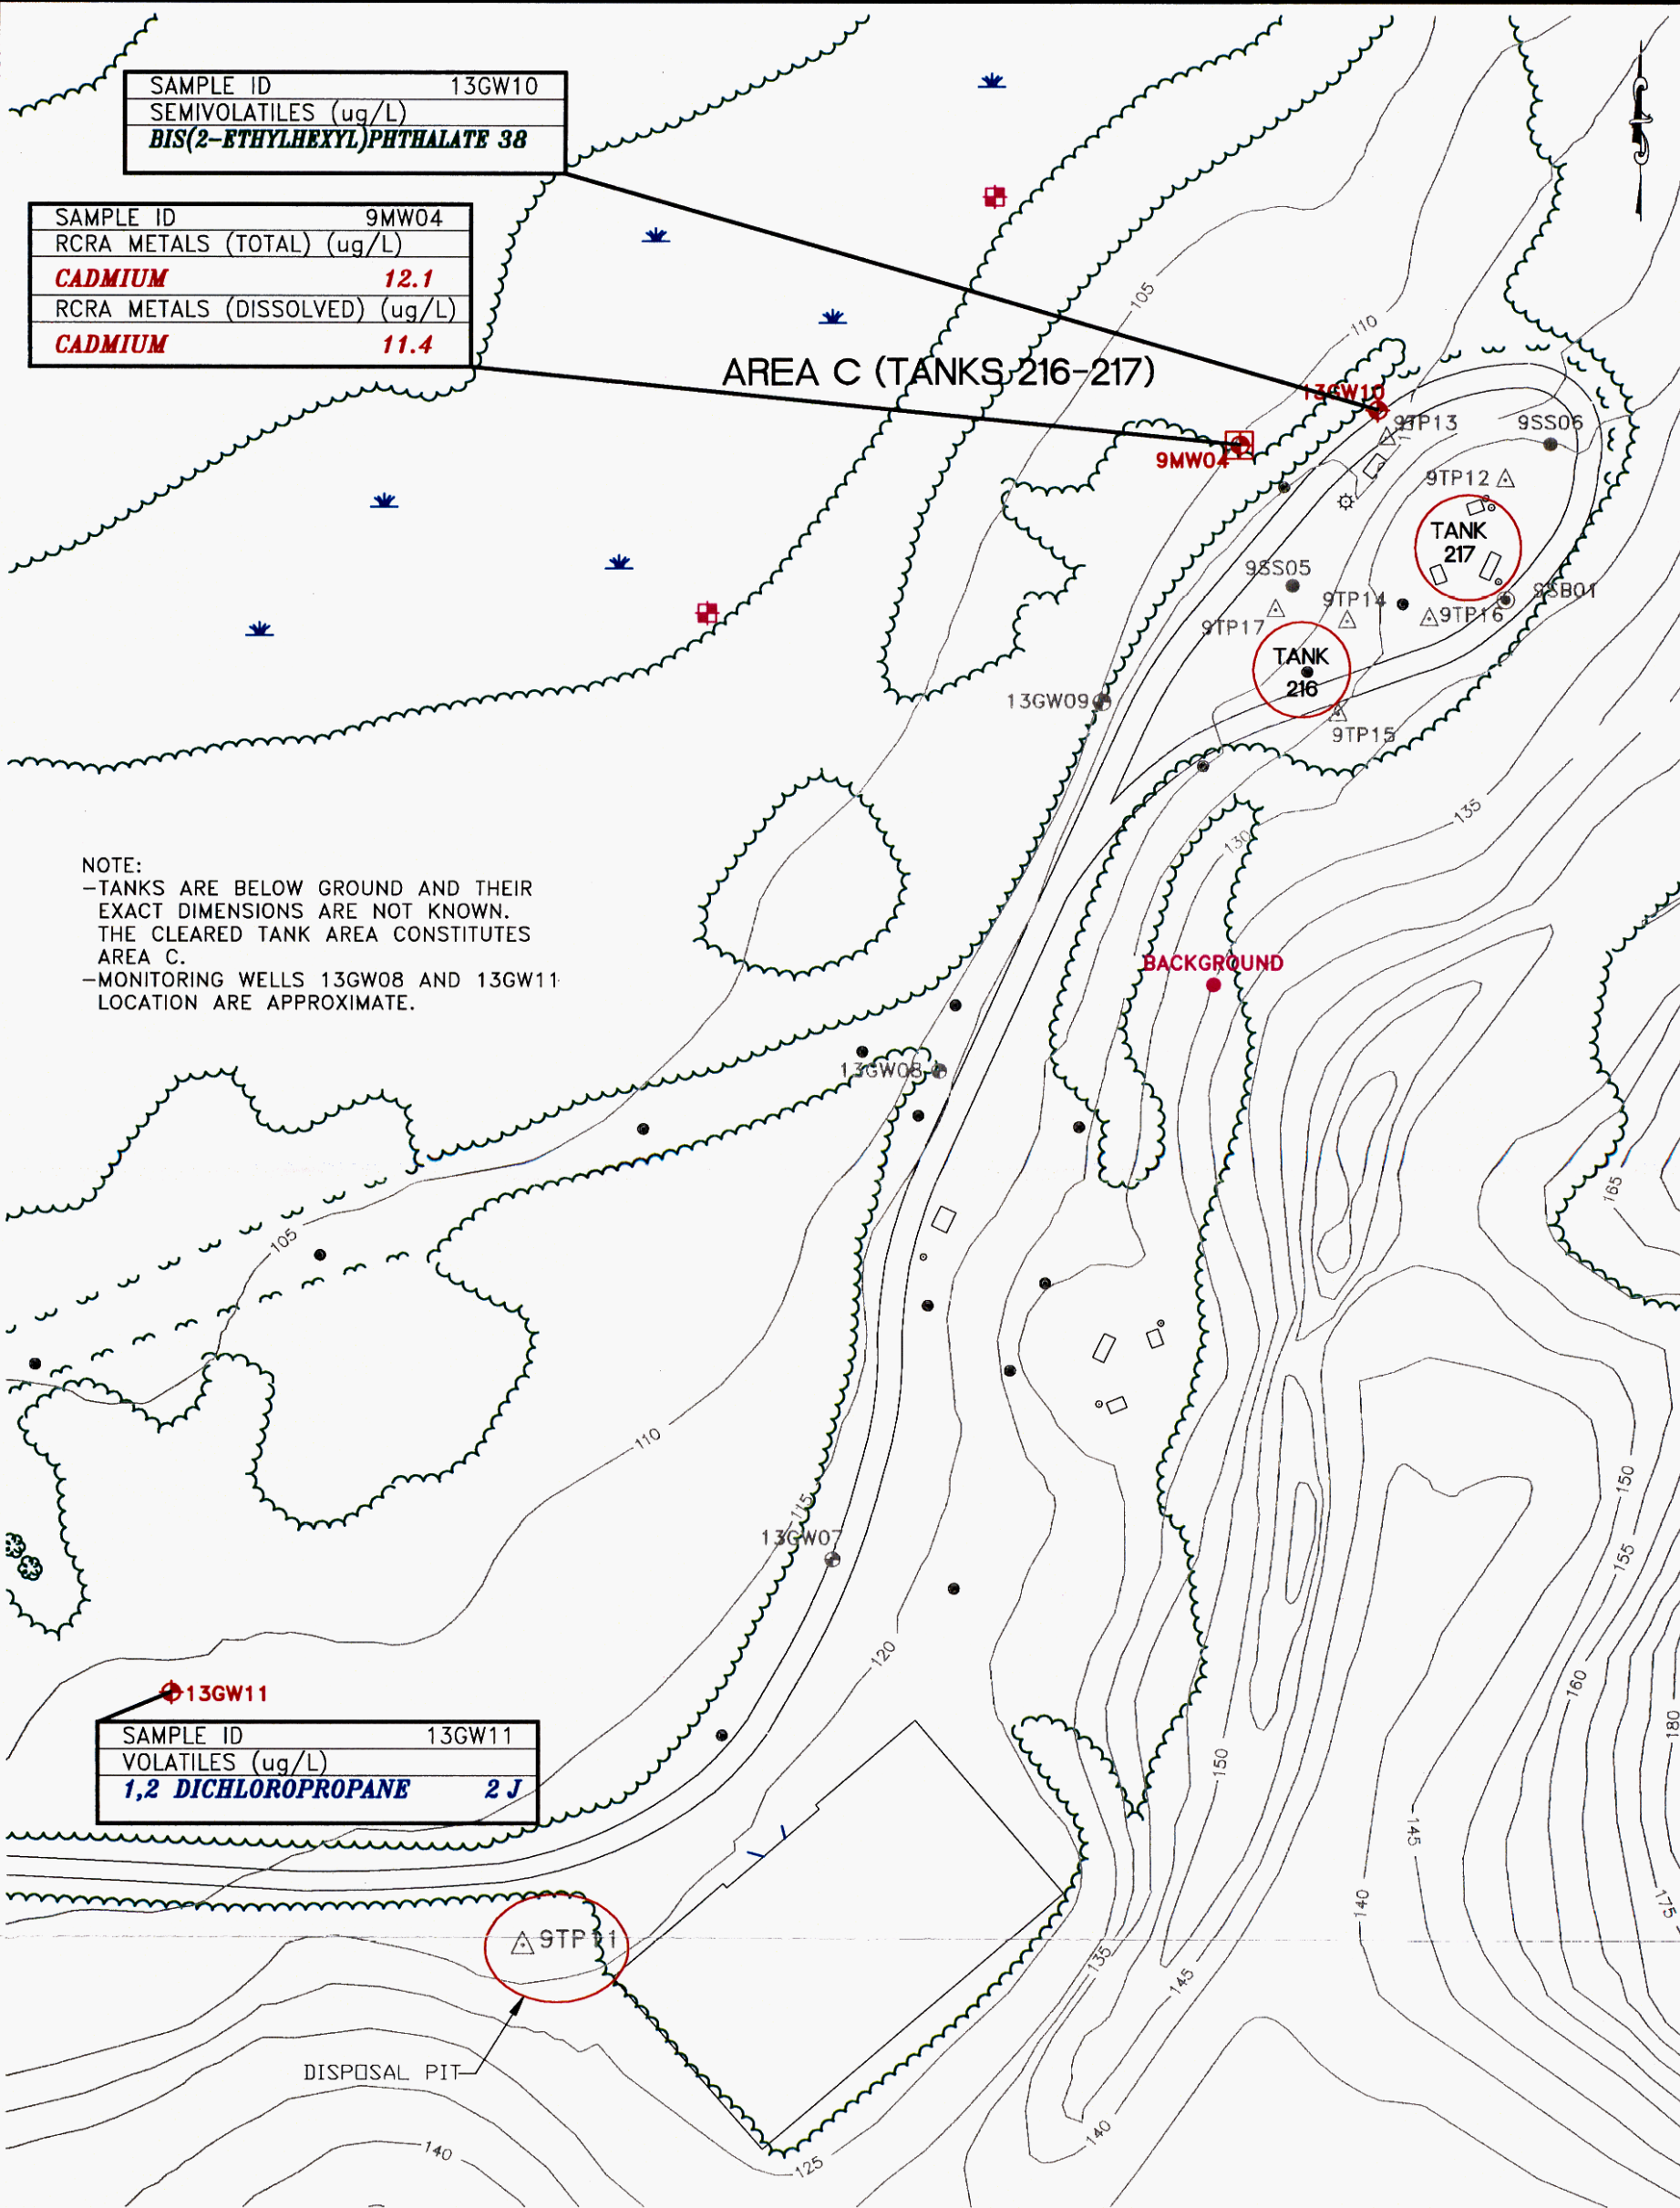 SAMPLE ID 13GW10
SEMIVOLATILES (ug/L)
BIS(2-ETHYLHEXYL)PHTHALATE 38
SAMPLE ID 9MW04
RCRA METALS (TOTAL) (ug/L)
CADMIUM 12.1
RCRA METALS (DISSOLVED) (ug/L)
CADMIUM 11.4
105
110
AREA C (TANKS 216-217)
13GW10
9TP13
9SS06
9MW04
9TP12
TANK
217
9SS05
9TP14
9SB01
9TP16
9TP17
TANK
216
13GW09
9TP15
135
130
NOTE:
-TANKS ARE BELOW GROUND AND THEIR
EXACT DIMENSIONS ARE NOT KNOWN.
THE CLEARED TANK AREA CONSTITUTES
AREA C.
-MONITORING WELLS 13GW08 AND 13GW11
LOCATION ARE APPROXIMATE.
BACKGROUND
13GW08
165
105
110
115
13GW07
150
155
120
160
180
13GW11
SAMPLE ID 13GW11
VOLATILES (ug/L)
1,2 DICHLOROPROPANE 2 J
150
145
140
175
9TP11
135
145
DISPOSAL PIT
140
140
125